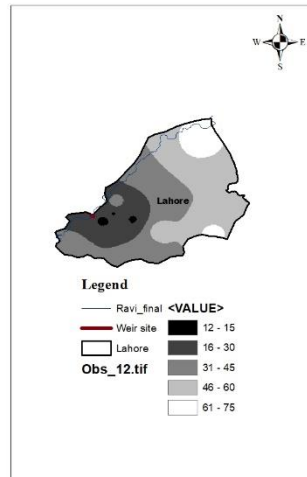 N
W E
S
Lahore
Legend
Ravi_final <VALUE>
Weir site 12 - 15
Lahore 16 - 30
Obs_12.tif 31 - 45
46 - 60
61 - 75